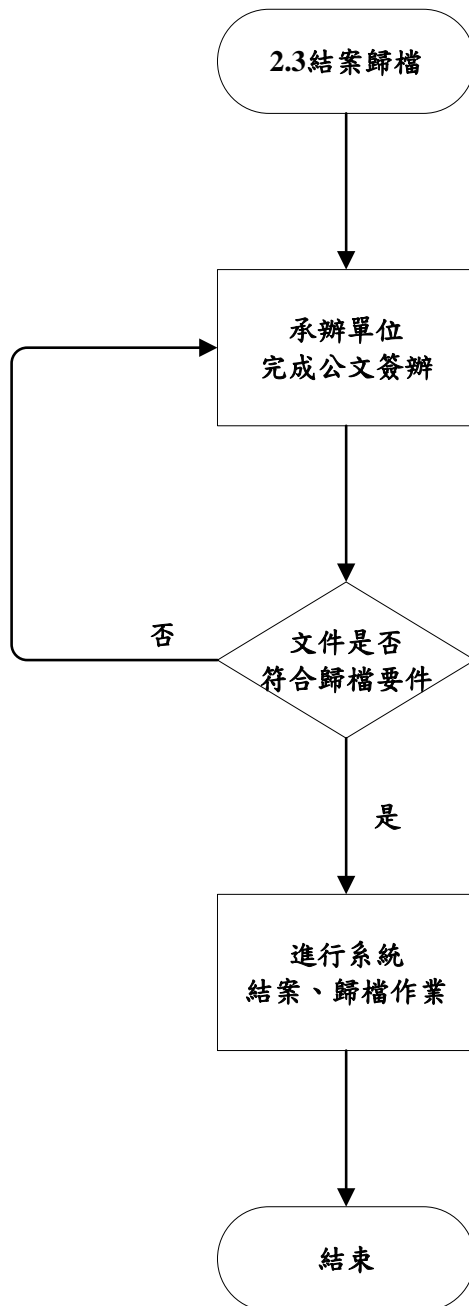 2.3結案歸檔
承辦單位
完成公文簽辦
否
文件是否
符合歸檔要件
是
進行系統
結案、歸檔作業
結束